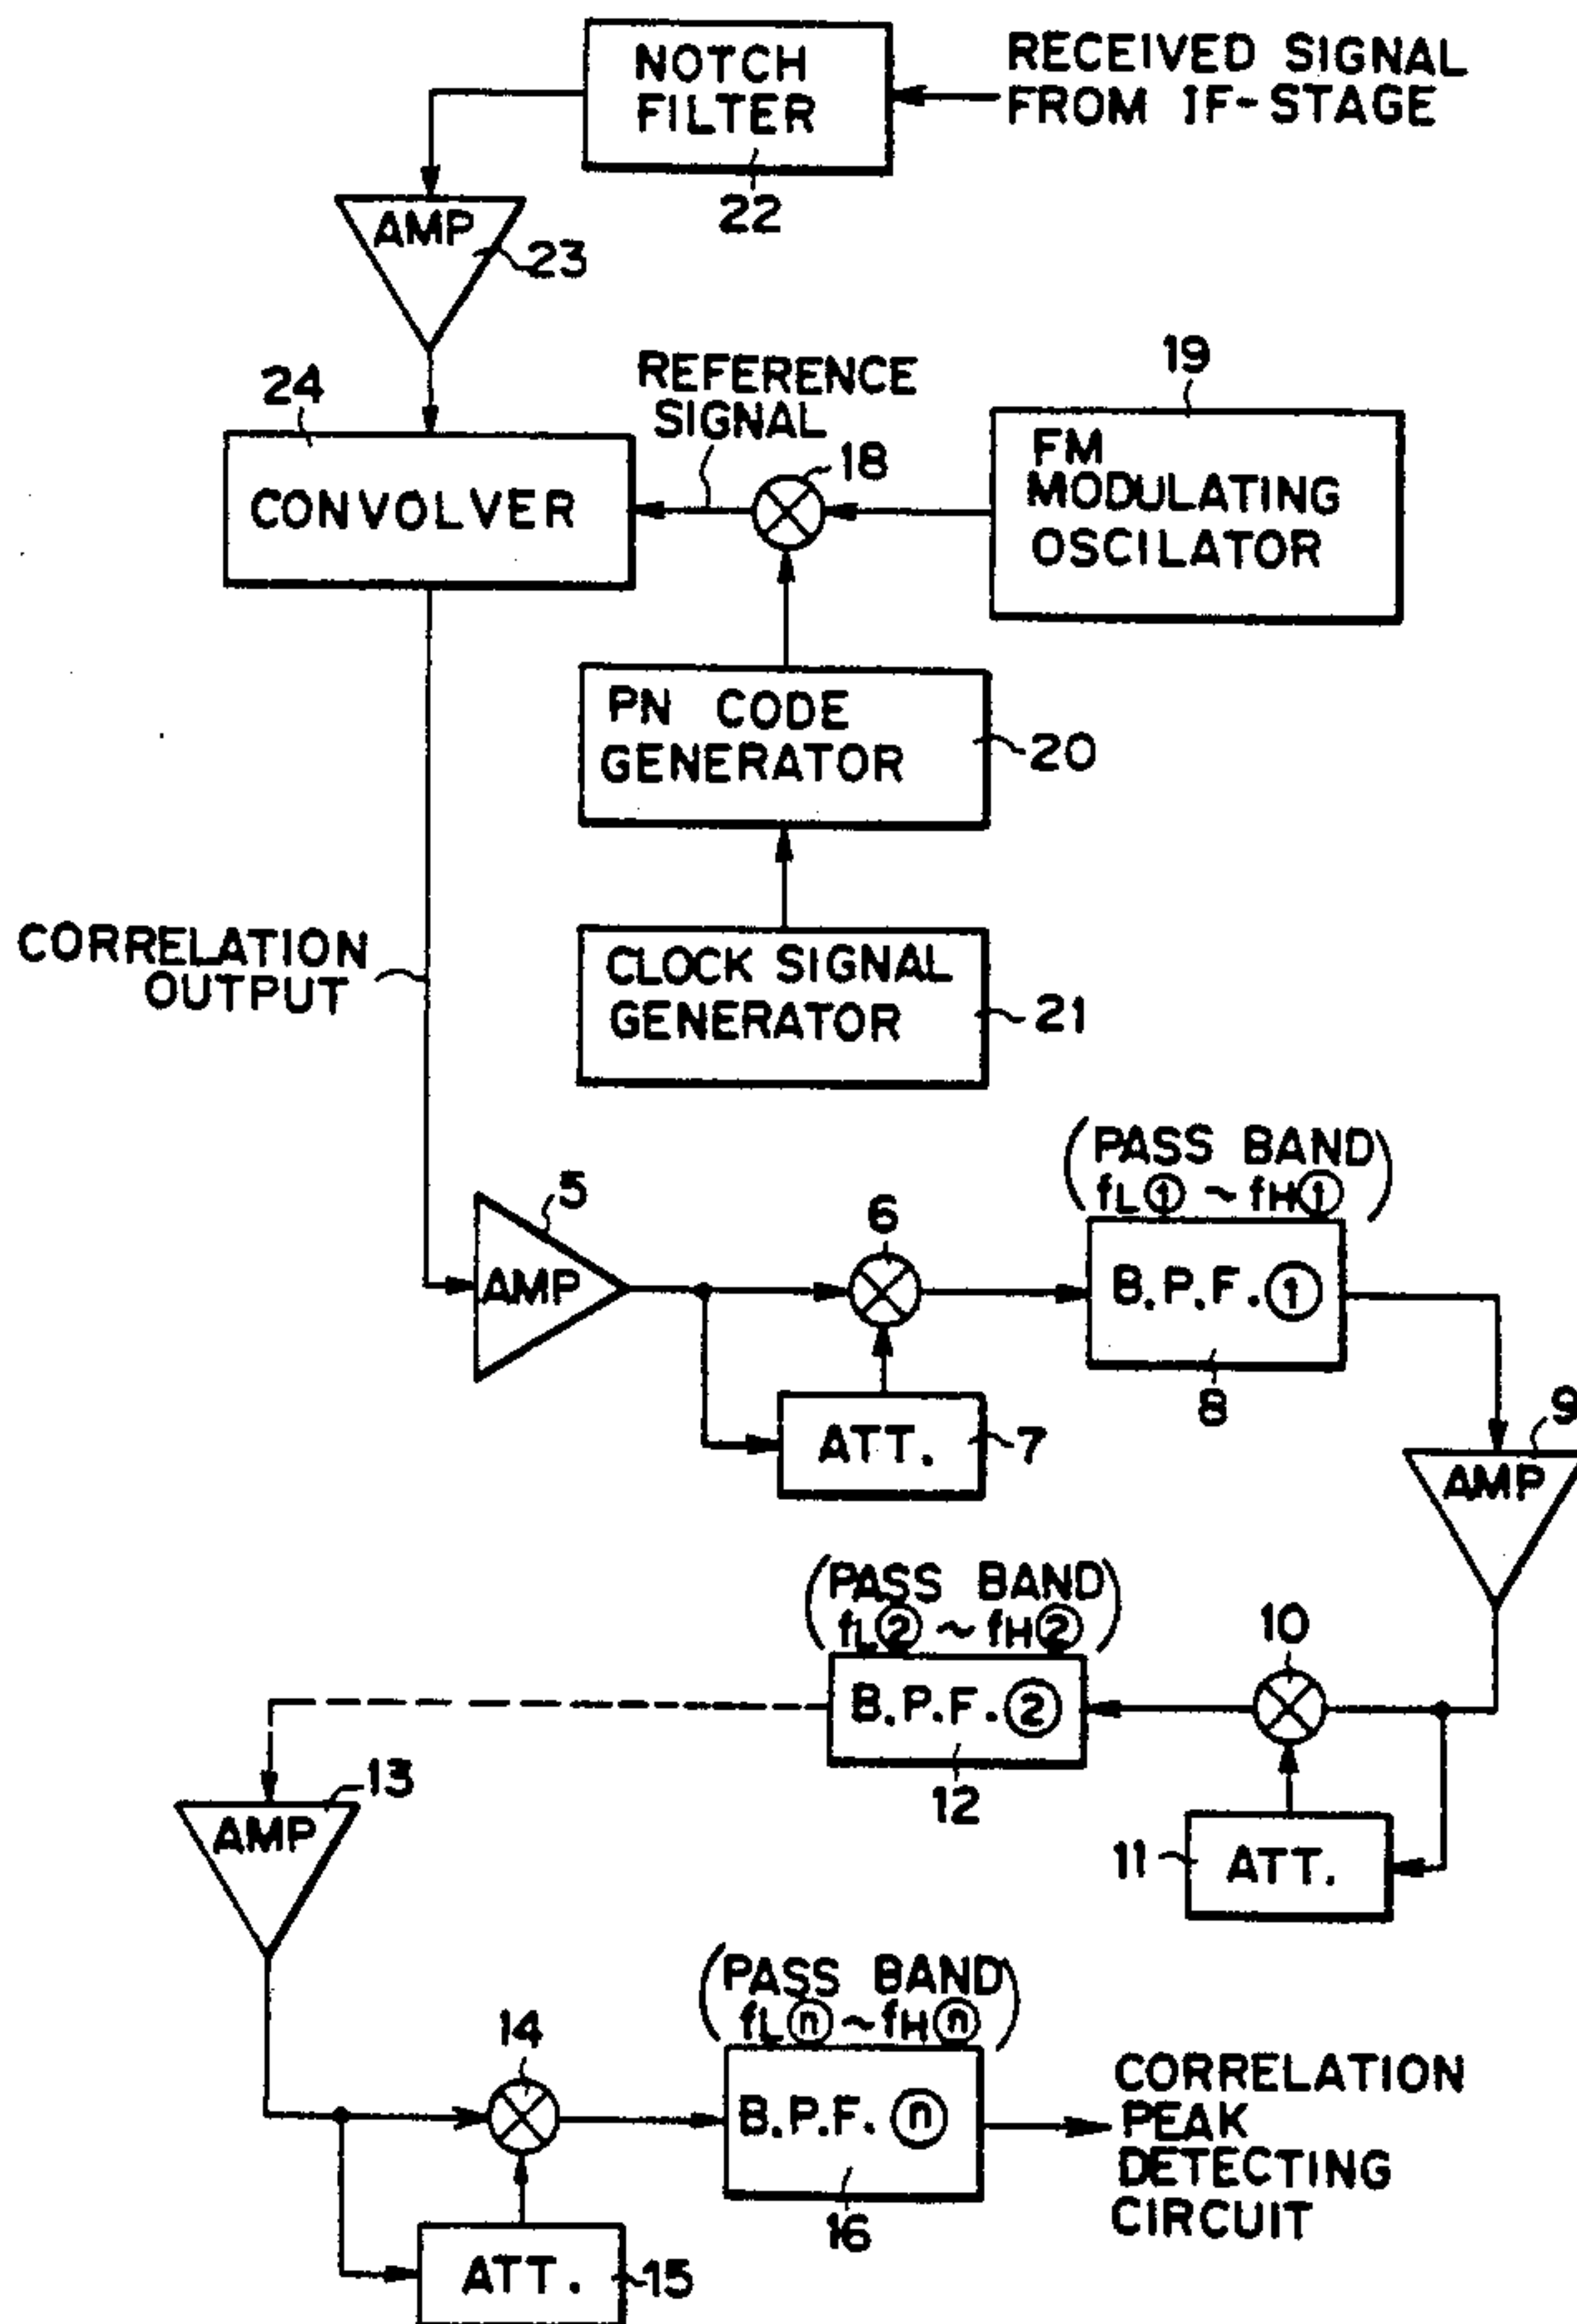 NOTCH
FILTER
22
RECEIVED SIGNAL
FROM IF-STAGE
AMP
23
24
CONVOLVER
REFERENCE
SIGNAL
18
19
FM
MODULATING
OSCILATOR
PN CODE
GENERATOR
20
CORRELATION
OUTPUT
CLOCK SIGNAL
GENERATOR
21
5
AMP
6
(PASS BAND)
fL① ~ fH①
B.P.F. ①
8
ATT.
7
9
AMP
(PASS BAND)
fL② ~ fH②
B.P.F. ②
12
10
11
ATT.
13
AMP
14
(PASS BAND)
fLⓝ ~ fHⓝ
B.P.F. ⓝ
16
ATT.
15
CORRELATION
PEAK
DETECTING
CIRCUIT